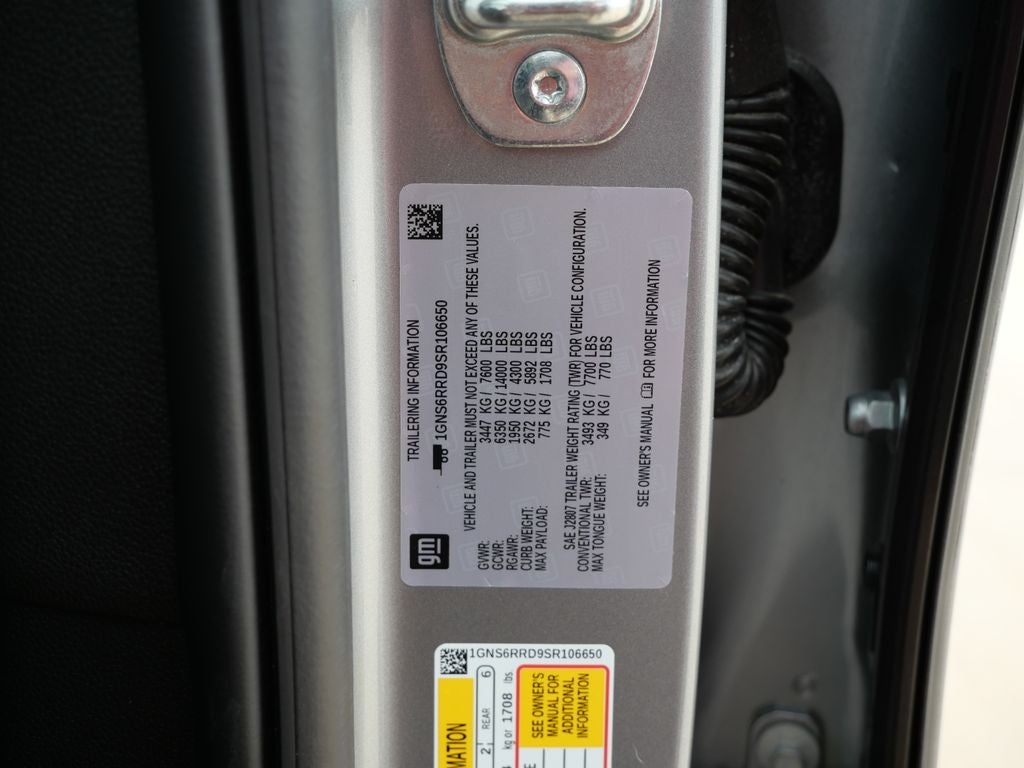 gm
TRAILERING INFORMATION
1GNS6RRD9SR106650
VEHICLE AND TRAILER MUST NOT EXCEED ANY OF THESE VALUES.
GVWR: 3447 KG / 7600 LBS
GCWR: 6350 KG / 14000 LBS
RGAWR: 1950 KG / 4300 LBS
CURB WEIGHT: 2672 KG / 5892 LBS
MAX PAYLOAD: 775 KG / 1708 LBS
SAE J2807 TRAILER WEIGHT RATING (TWR) FOR VEHICLE CONFIGURATION.
CONVENTIONAL TWR: 3493 KG / 7700 LBS
MAX TONGUE WEIGHT: 349 KG / 770 LBS
SEE OWNER'S MANUAL FOR MORE INFORMATION
1GNS6RRD9SR106650
MATION
2 REAR 6
kg or 1708 lbs
SEE OWNER'S
MANUAL FOR
ADDITIONAL
INFORMATION